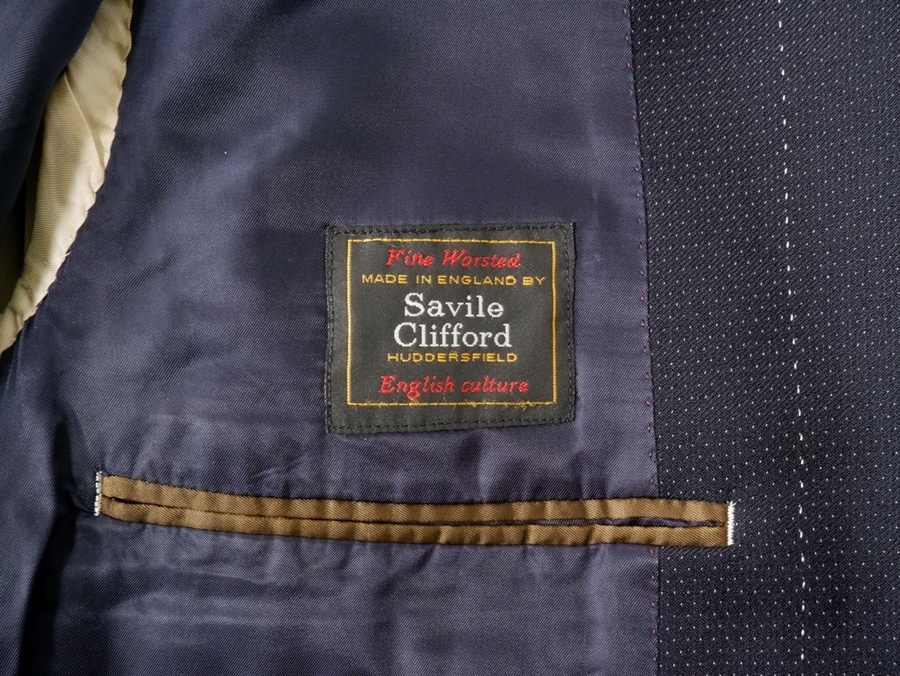 Fine Worsted
MADE IN ENGLAND BY
Savile
Clifford
HUDDERSFIELD
English culture